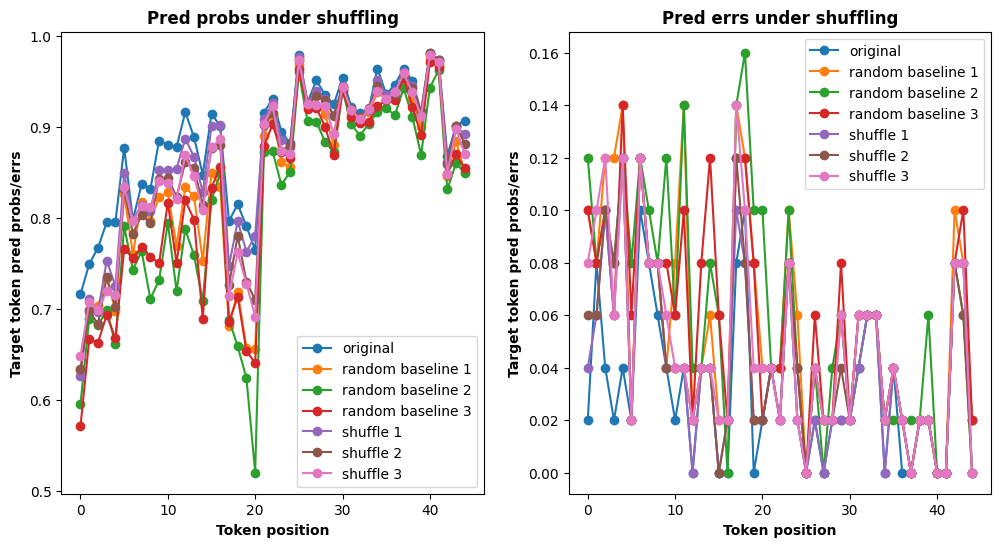 Pred probs under shuffling
Target token pred probs/errs
1.0
0.9
0.8
0.7
0.6
0.5
0
10
20
30
40
Token position
original
random baseline 1
random baseline 2
random baseline 3
shuffle 1
shuffle 2
shuffle 3
Pred errs under shuffling
Target token pred probs/errs
0.16
0.14
0.12
0.10
0.08
0.06
0.04
0.02
0.00
0
10
20
30
40
Token position
original
random baseline 1
random baseline 2
random baseline 3
shuffle 1
shuffle 2
shuffle 3